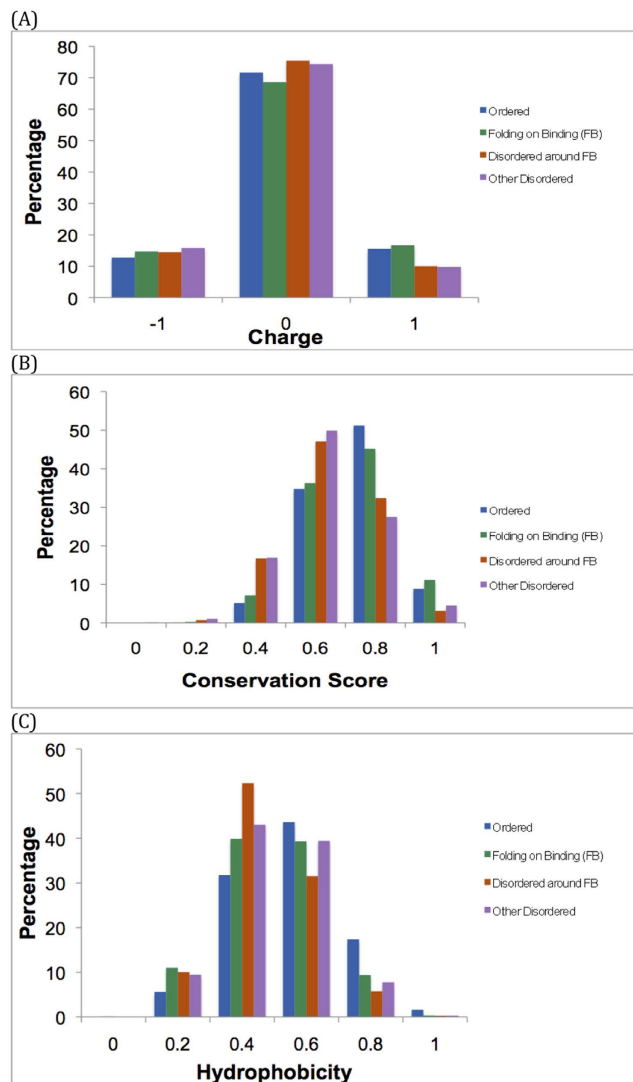 (A)
80
70
60
50
40
30
20
10
0
Percentage
-1 0 1
Charge
Ordered
Folding on Binding (FB)
Disordered around FB
Other Disordered
(B)
60
50
40
30
20
10
0
Percentage
0 0.2 0.4 0.6 0.8 1
Conservation Score
Ordered
Folding on Binding (FB)
Disordered around FB
Other Disordered
(C)
60
50
40
30
20
10
0
Percentage
0 0.2 0.4 0.6 0.8 1
Hydrophobicity
Ordered
Folding on Binding (FB)
Disordered around FB
Other Disordered